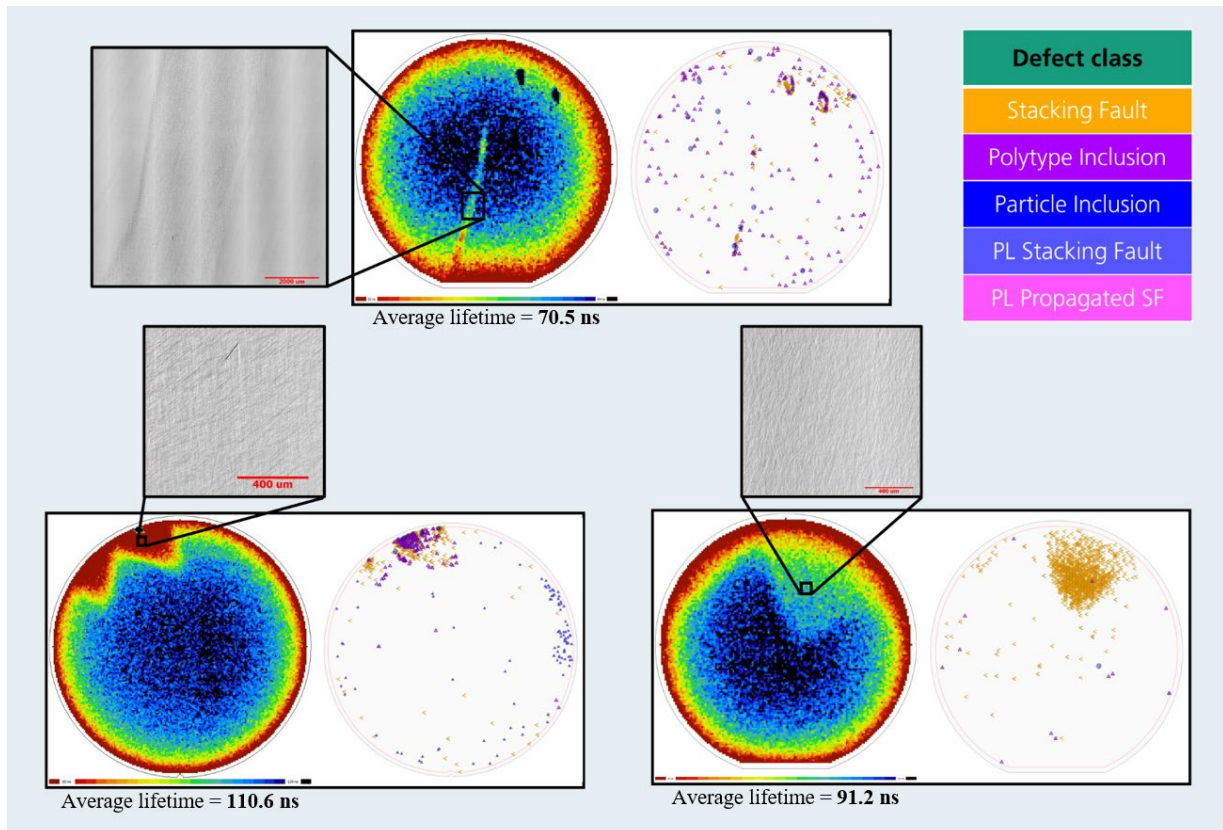 Defect class
Stacking Fault
Polytype Inclusion
Particle Inclusion
PL Stacking Fault
PL Propagated SF
2000 um
Average lifetime = 70.5 ns
400 um
400 um
Average lifetime = 110.6 ns
Average lifetime = 91.2 ns